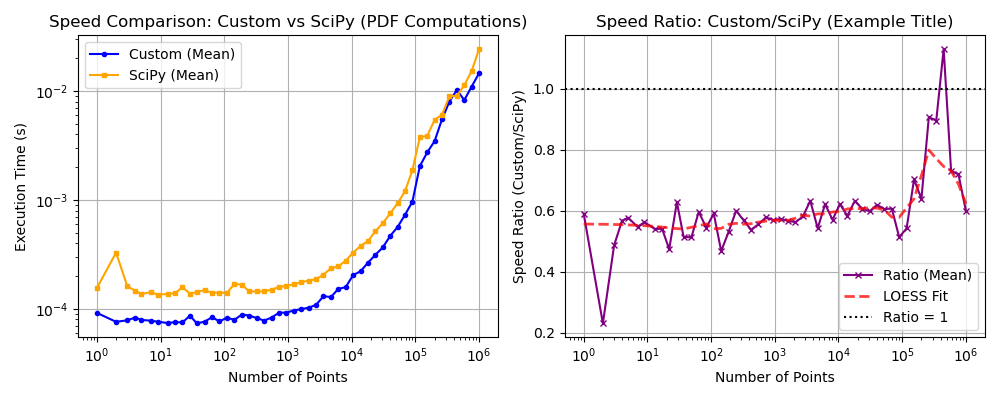 Speed Comparison: Custom vs SciPy (PDF Computations)
Custom (Mean)
SciPy (Mean)
Execution Time (s)
10⁻²
10⁻³
10⁻⁴
10⁰ 10¹ 10² 10³ 10⁴ 10⁵ 10⁶
Number of Points
Speed Ratio: Custom/SciPy (Example Title)
Speed Ratio (Custom/SciPy)
1.0
0.8
0.6
0.4
0.2
Ratio (Mean)
LOESS Fit
Ratio = 1
10⁰ 10¹ 10² 10³ 10⁴ 10⁵ 10⁶
Number of Points